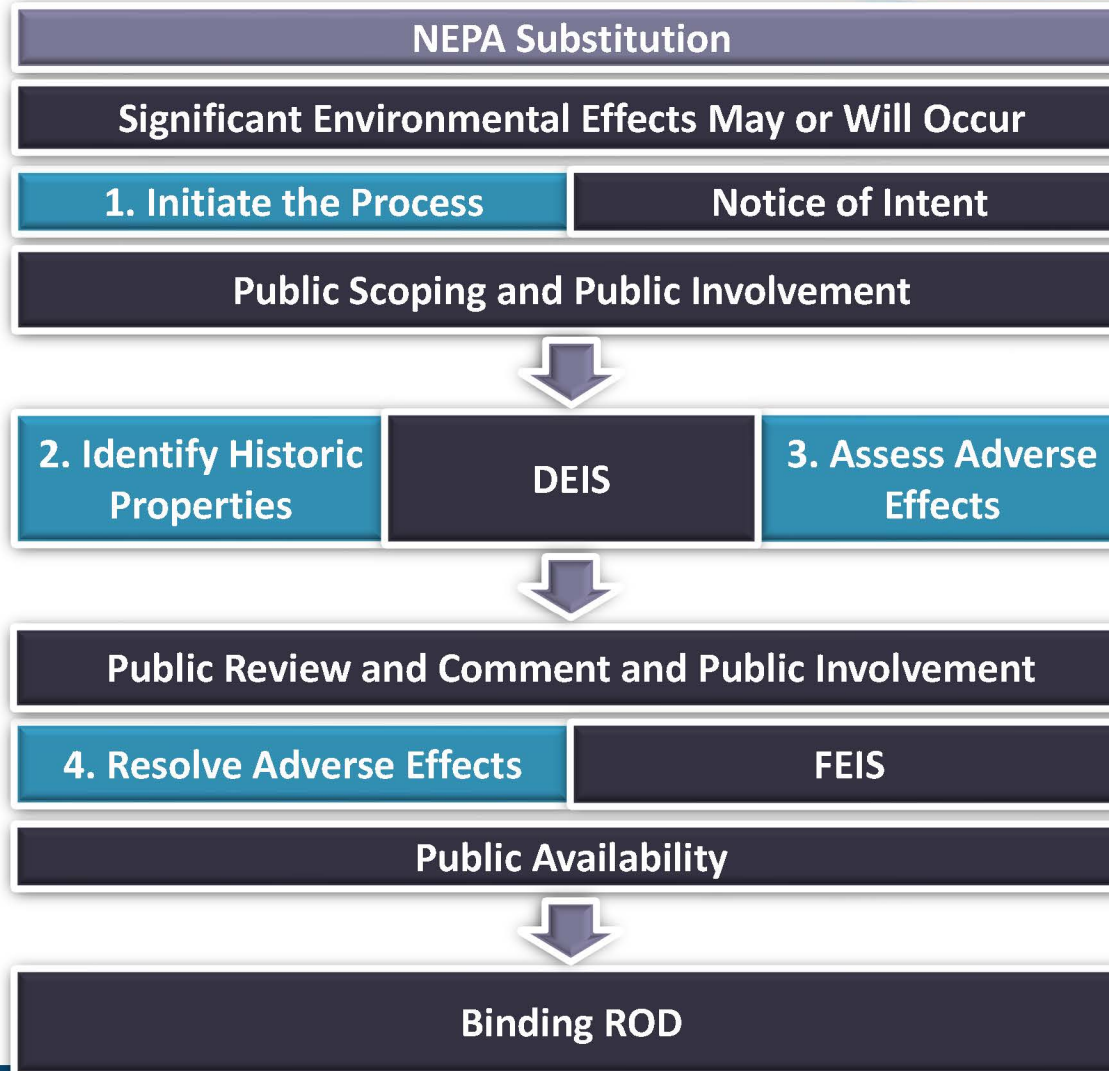 NEPA Substitution
Significant Environmental Effects May or Will Occur
1. Initiate the Process
Notice of Intent
Public Scoping and Public Involvement
2. Identify Historic
Properties
DEIS
3. Assess Adverse
Effects
Public Review and Comment and Public Involvement
4. Resolve Adverse Effects
FEIS
Public Availability
Binding ROD